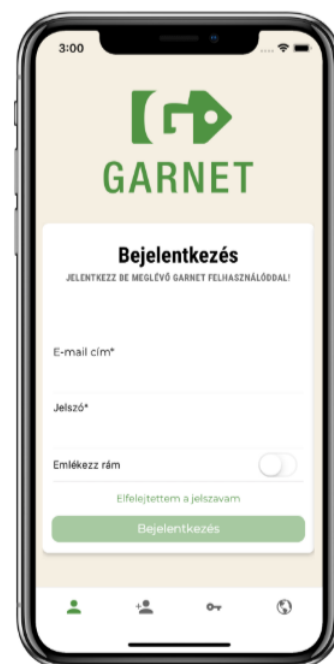 3:00
GARNET
Bejelentkezés
JELENTKEZZ BE MEGLÉVŐ GARNET FELHASZNÁLÓDDAL!
E-mail cím*
Jelszó*
Emlékezz rám
Elfelejtettem a jelszavam
Bejelentkezés